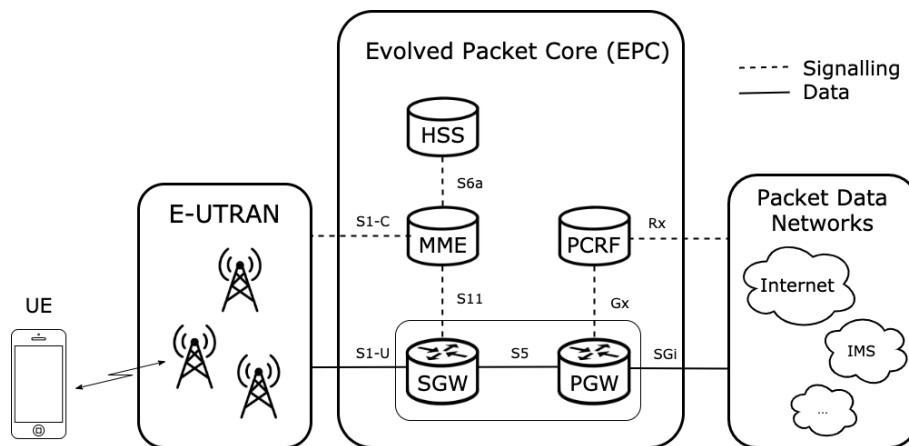 Evolved Packet Core (EPC)
Signalling
Data
HSS
S6a
E-UTRAN
S1-C
MME
PCRF
Rx
Packet Data
Networks
Internet
S11
Gx
UE
S1-U
SGW
S5
PGW
SGi
IMS
...